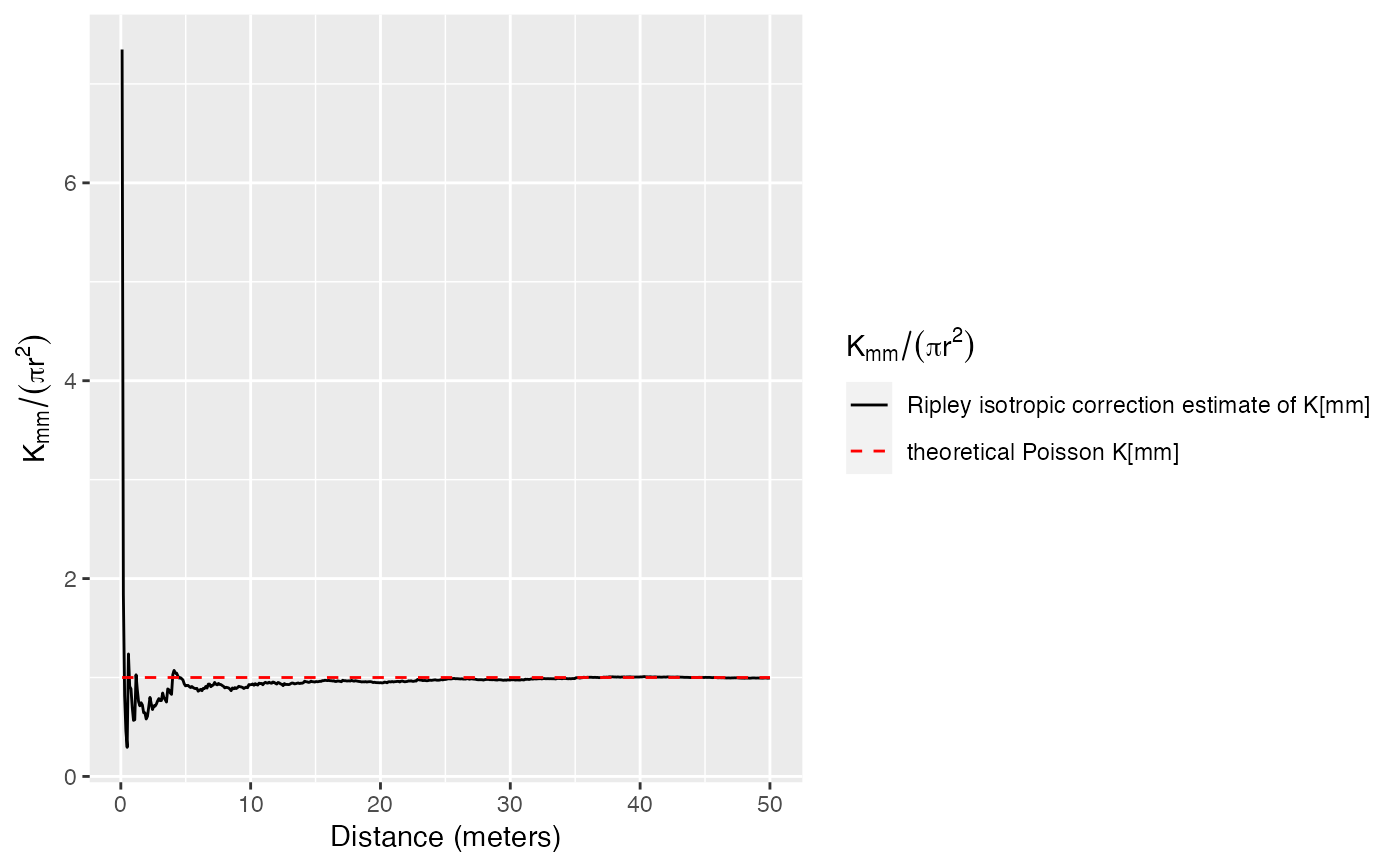 6
4
2
0
0 10 20 30 40 50
Distance (meters)
Kmm/(πr²)
Kmm/(πr²)
Ripley isotropic correction estimate of K[mm]
theoretical Poisson K[mm]